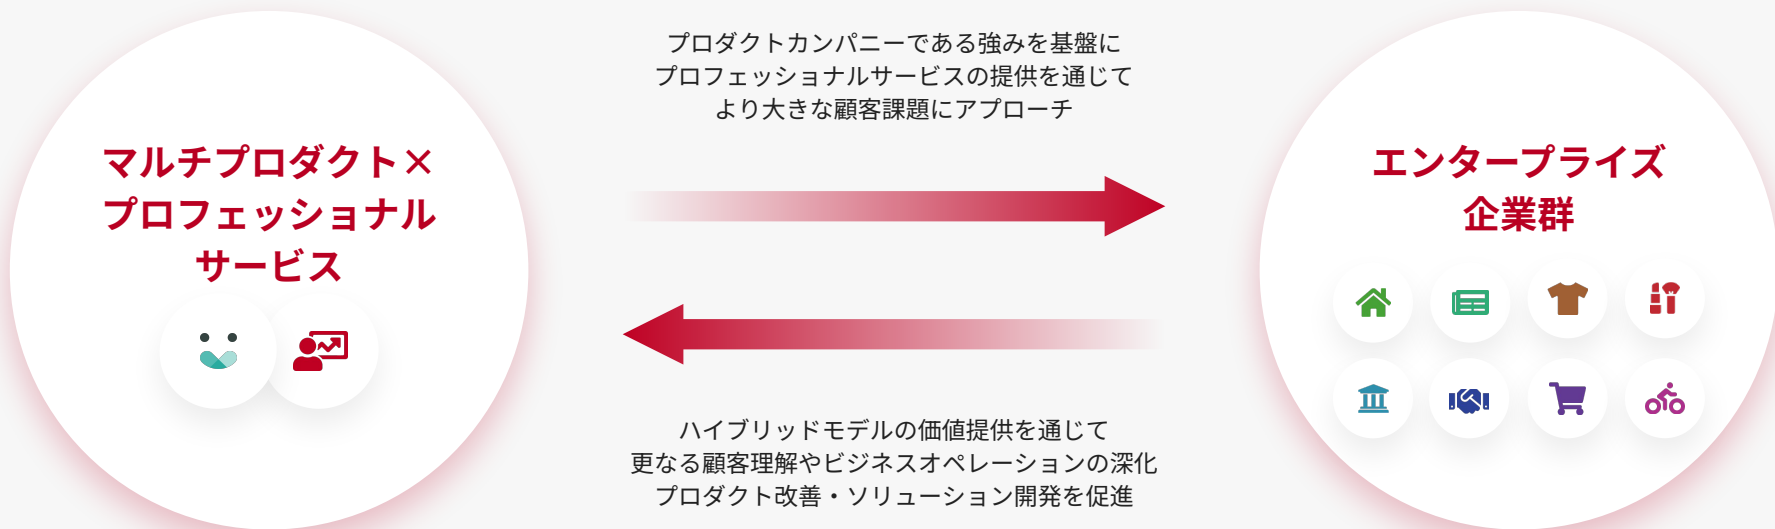 マルチプロダクト×
プロフェッショナル
サービス
プロダクトカンパニーである強みを基盤に
プロフェッショナルサービスの提供を通じて
より大きな顧客課題にアプローチ
ハイブリッドモデルの価値提供を通じて
更なる顧客理解やビジネスオペレーションの深化
プロダクト改善・ソリューション開発を促進
エンタープライズ
企業群